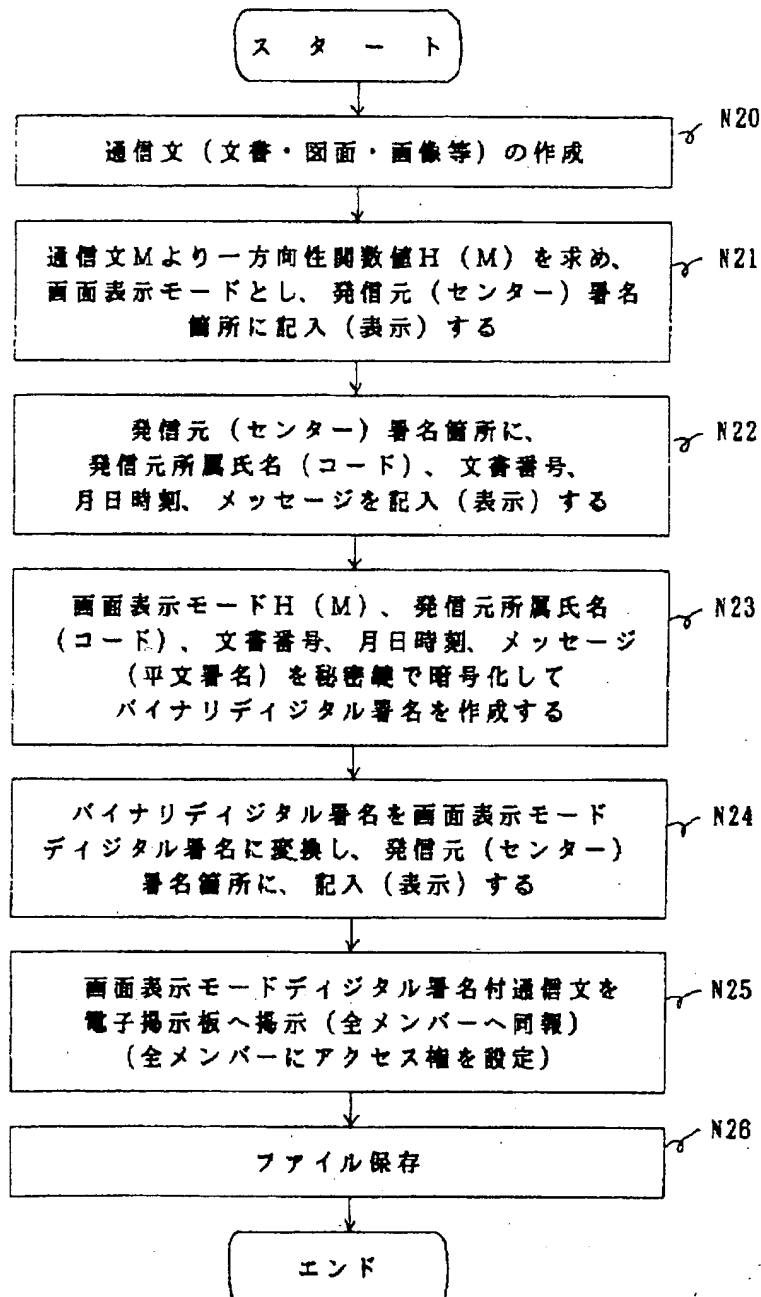 スタート
通信文(文書・図面・画像等)の作成
N20
通信文Mより一方向性関数値H(M)を求め、
画面表示モードとし、発信元(センター)署名
箇所に記入(表示)する
N21
発信元(センター)署名箇所に、
発信元所属氏名(コード)、文書番号、
月日時刻、メッセージを記入(表示)する
N22
画面表示モードH(M)、発信元所属氏名
(コード)、文書番号、月日時刻、メッセージ
(平文署名)を秘密鍵で暗号化して
バイナリディジタル署名を作成する
N23
バイナリディジタル署名を画面表示モード
ディジタル署名に変換し、発信元(センター)
署名箇所に、記入(表示)する
N24
画面表示モードディジタル署名付通信文を
電子掲示板へ掲示(全メンバーへ同報)
(全メンバーにアクセス権を設定)
N25
ファイル保存
N26
エンド